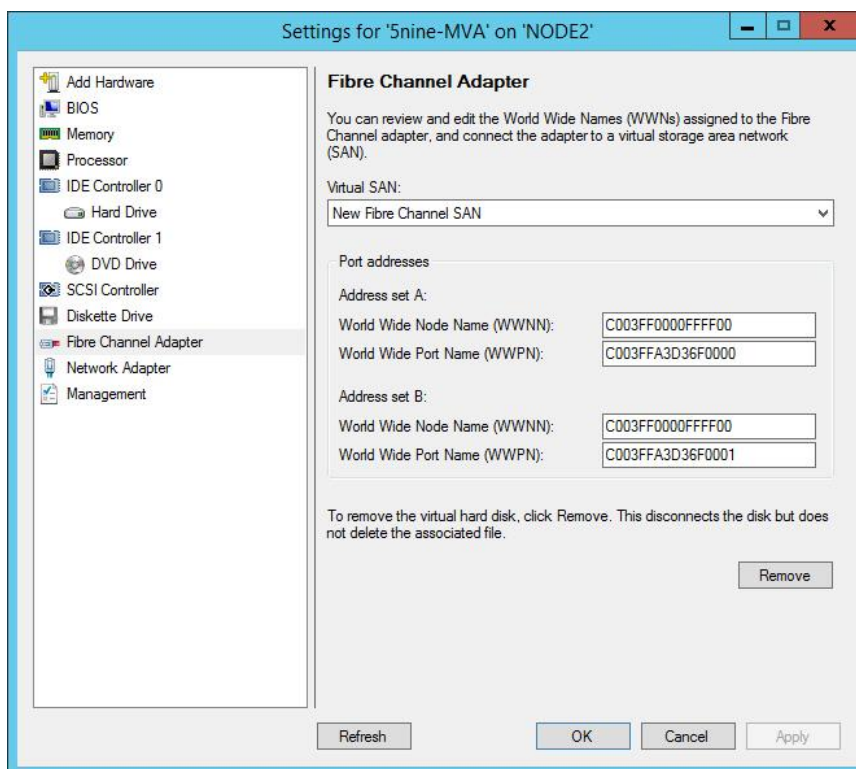 Settings for '5nine-MVA' on 'NODE2'
Add Hardware
BIOS
Memory
Processor
IDE Controller 0
Hard Drive
IDE Controller 1
DVD Drive
SCSI Controller
Diskette Drive
Fibre Channel Adapter
Network Adapter
Management
Fibre Channel Adapter
You can review and edit the World Wide Names (WWNs) assigned to the Fibre
Channel adapter, and connect the adapter to a virtual storage area network
(SAN).
Virtual SAN:
New Fibre Channel SAN
Port addresses
Address set A:
World Wide Node Name (WWNN): C003FF0000FFFF00
World Wide Port Name (WWPN): C003FFA3D36F0000
Address set B:
World Wide Node Name (WWNN): C003FF0000FFFF00
World Wide Port Name (WWPN): C003FFA3D36F0001
To remove the virtual hard disk, click Remove. This disconnects the disk but does
not delete the associated file.
Remove
Refresh OK Cancel Apply